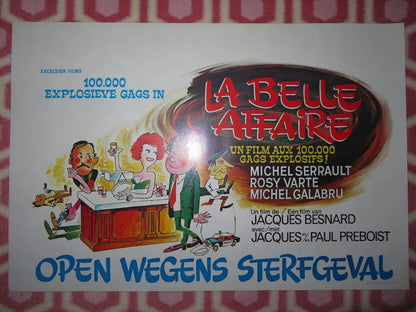 EXCELSIOR FILMS
100.000
EXPLOSIEVE GAGS IN
LA BELLE
AFFAIRE
UN FILM AUX 100.000
GAGS EXPLOSIFS!
MICHEL SERRAULT
ROSY VARTE
MICHEL GALABRU
Un film de / Een film van
JACQUES BESNARD
avec/met
JACQUES et/en PAUL PREBOIST
OPEN WEGENS STERFGEVAL